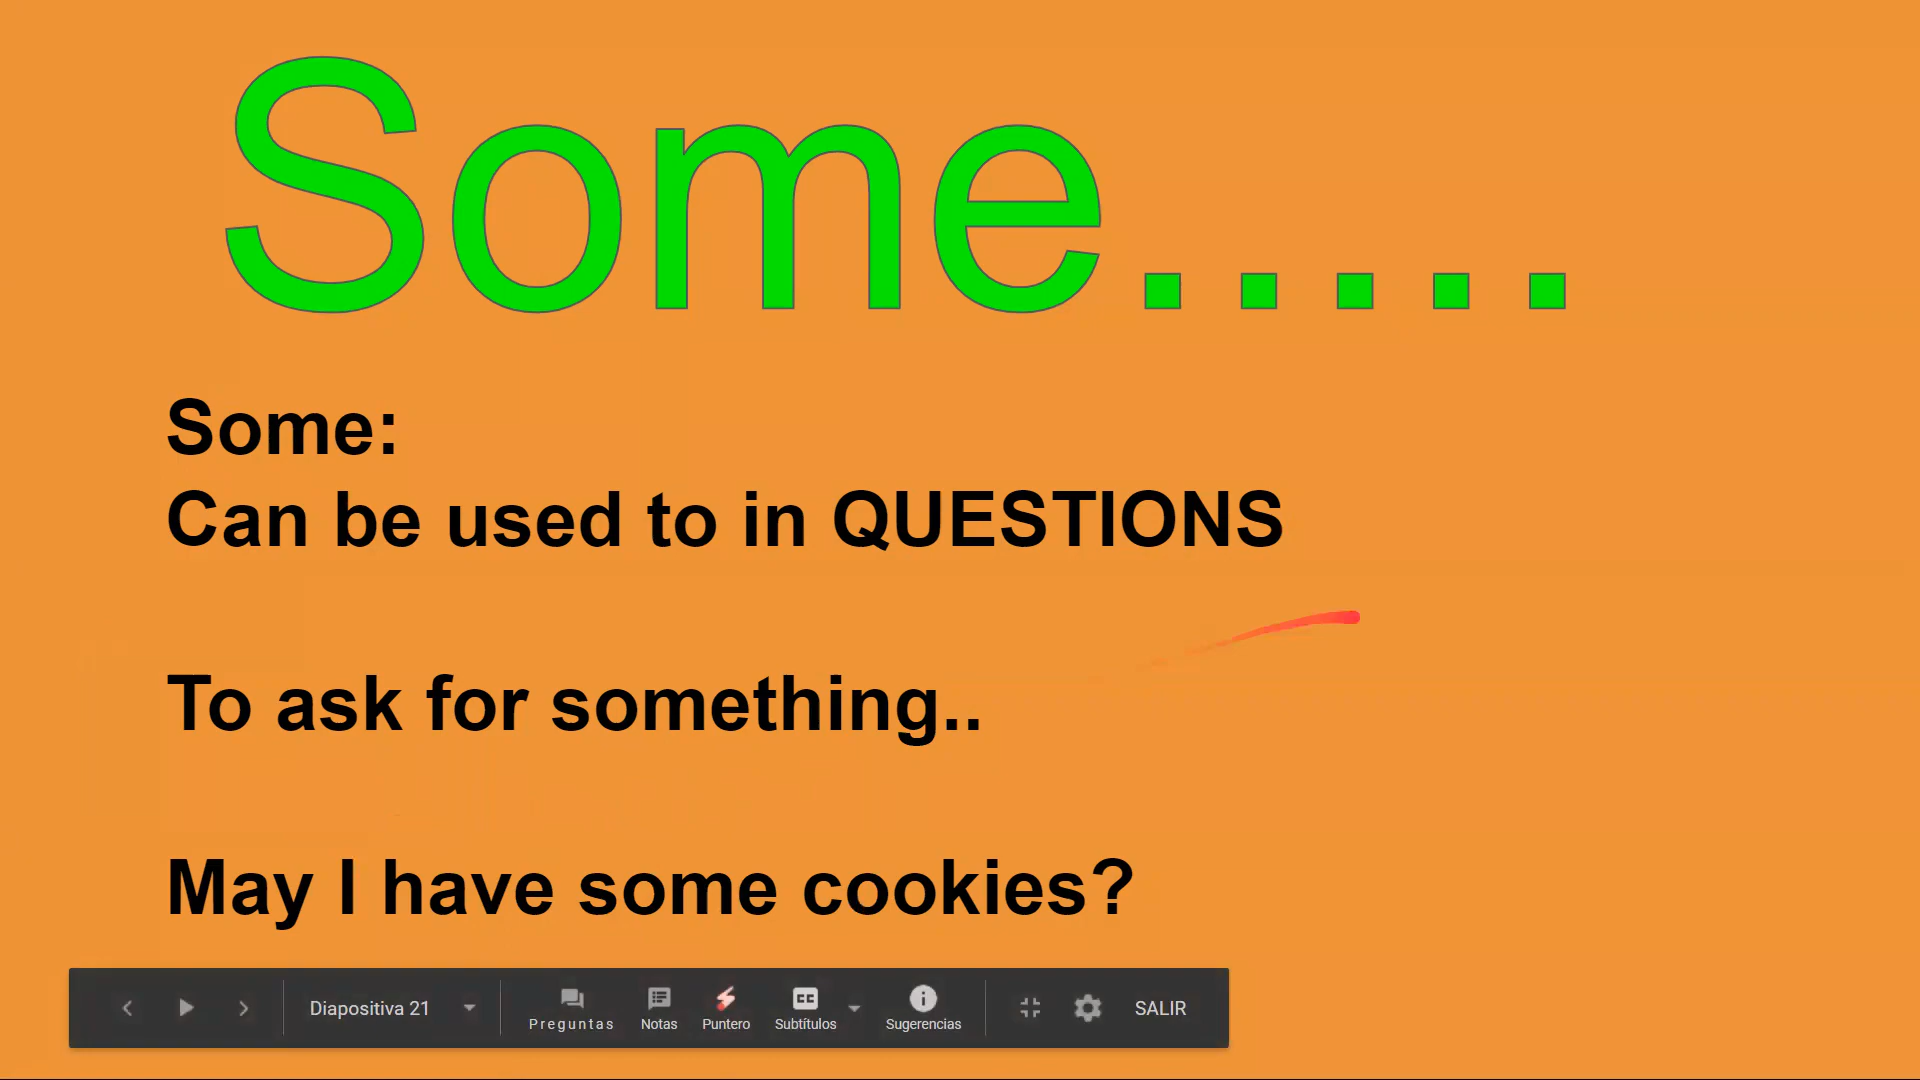 Some.....
Some:
Can be used to in QUESTIONS
To ask for something..
May I have some cookies?
Diapositiva 21
Preguntas
Notas
Puntero
CC
Subtítulos
Sugerencias
SALIR